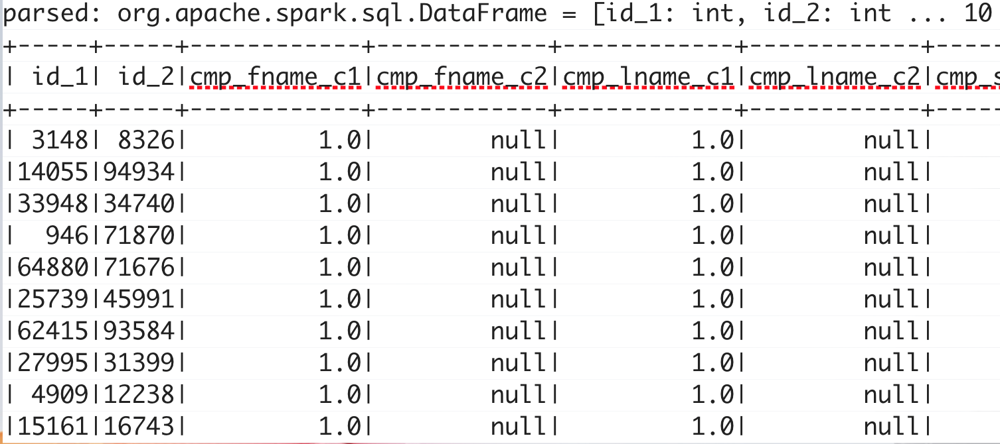 parsed: org.apache.spark.sql.DataFrame = [id_1: int, id_2: int ... 10
+-----+-----+------------+------------+------------+------------+-----
| id_1| id_2|cmp_fname_c1|cmp_fname_c2|cmp_lname_c1|cmp_lname_c2|cmp_s
+-----+-----+------------+------------+------------+------------+-----
| 3148| 8326|         1.0|        null|         1.0|        null|
|14055|94934|         1.0|        null|         1.0|        null|
|33948|34740|         1.0|        null|         1.0|        null|
|  946|71870|         1.0|        null|         1.0|        null|
|64880|71676|         1.0|        null|         1.0|        null|
|25739|45991|         1.0|        null|         1.0|        null|
|62415|93584|         1.0|        null|         1.0|        null|
|27995|31399|         1.0|        null|         1.0|        null|
| 4909|12238|         1.0|        null|         1.0|        null|
|15161|16743|         1.0|        null|         1.0|        null|